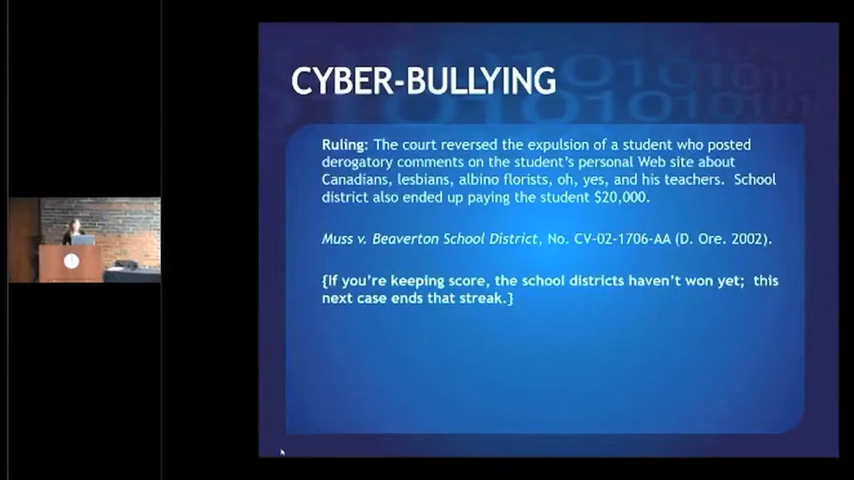 CYBER-BULLYING
Ruling: The court reversed the expulsion of a student who posted
derogatory comments on the student's personal Web site about
Canadians, lesbians, albino florists, oh, yes, and his teachers. School
district also ended up paying the student $20,000.
Muss v. Beaverton School District, No. CV-02-1706-AA (D. Ore. 2002).
{If you're keeping score, the school districts haven't won yet; this
next case ends that streak.}